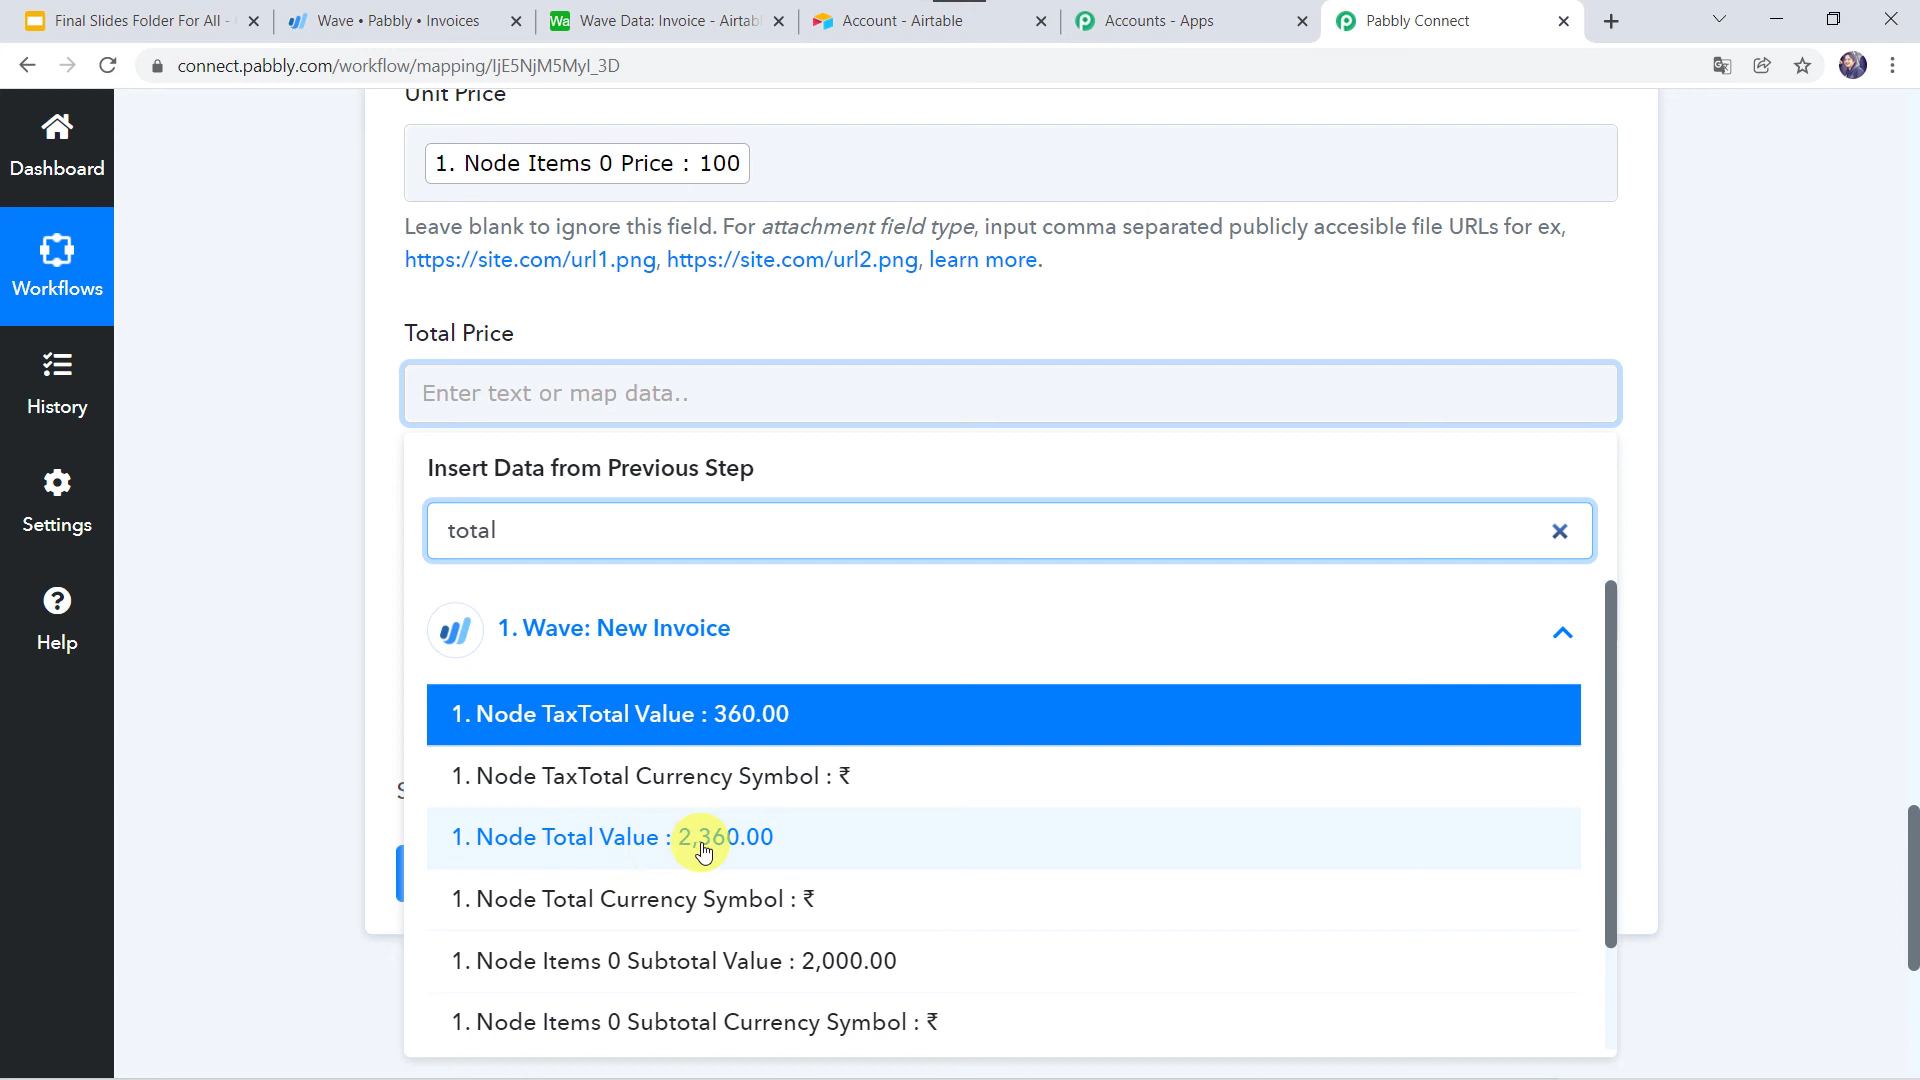 Final Slides Folder For All -
Wave • Pabbly • Invoices
Wa
Wave Data: Invoice - Airtabl
Account - Airtable
Accounts - Apps
Pabbly Connect
connect.pabbly.com/workflow/mapping/IjE5NjM5MyI_3D
Dashboard
Workflows
History
Settings
Help
Unit Price
1. Node Items 0 Price : 100
Leave blank to ignore this field. For attachment field type, input comma separated publicly accesible file URLs for ex,
https://site.com/url1.png, https://site.com/url2.png, learn more.
Total Price
Enter text or map data..
Insert Data from Previous Step
total
1. Wave: New Invoice
1. Node TaxTotal Value : 360.00
1. Node TaxTotal Currency Symbol : ₹
1. Node Total Value : 2,360.00
1. Node Total Currency Symbol : ₹
1. Node Items 0 Subtotal Value : 2,000.00
1. Node Items 0 Subtotal Currency Symbol : ₹